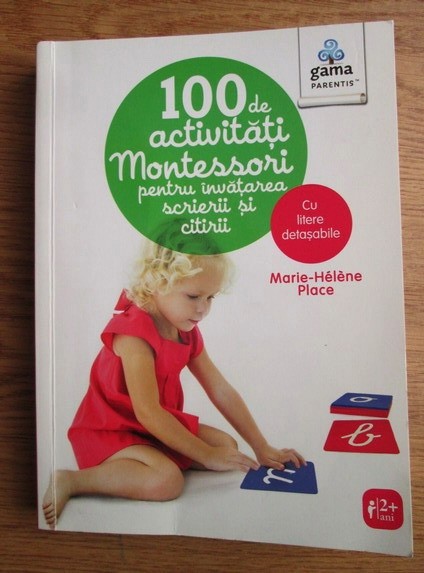 gama
PARENTIS™
100 de
activități
Montessori
pentru învățarea
scrierii și
citirii
Cu
litere
detașabile
Marie-Hélène
Place
a
b
n
2+
ani